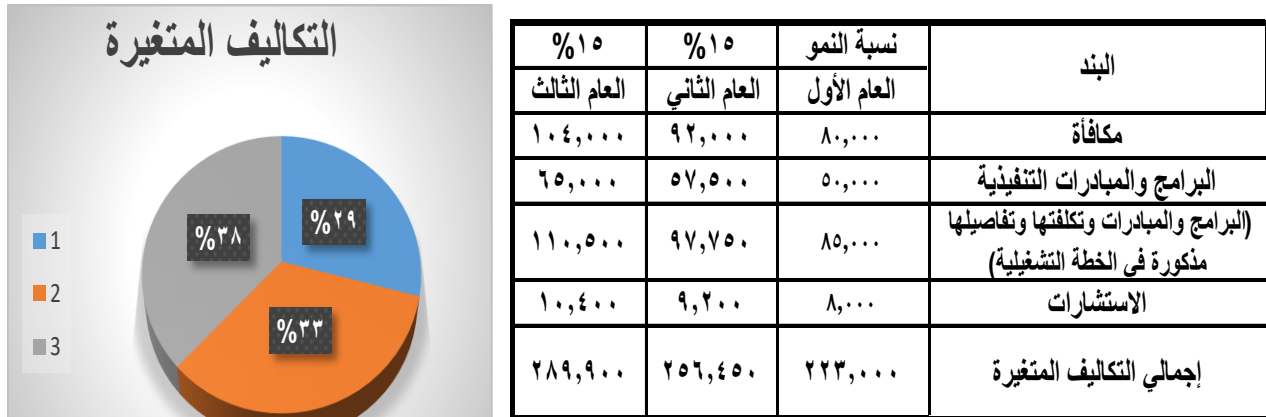 التكاليف المتغيرة
%٢٩
%٣٨
%٣٣
1
2
3
البند نسبة النمو %١٥ %١٥
العام الأول العام الثاني العام الثالث
مكافأة ٨٠,٠٠٠ ٩٢,٠٠٠ ١٠٤,٠٠٠
البرامج والمبادرات التنفيذية ٥٠,٠٠٠ ٥٧,٥٠٠ ٦٥,٠٠٠
(البرامج والمبادرات وتكلفتها وتفاصيلها
مذكورة في الخطة التشغيلية) ٨٥,٠٠٠ ٩٧,٧٥٠ ١١٠,٥٠٠
الاستشارات ٨,٠٠٠ ٩,٢٠٠ ١٠,٤٠٠
إجمالي التكاليف المتغيرة ٢٢٣,٠٠٠ ٢٥٦,٤٥٠ ٢٨٩,٩٠٠